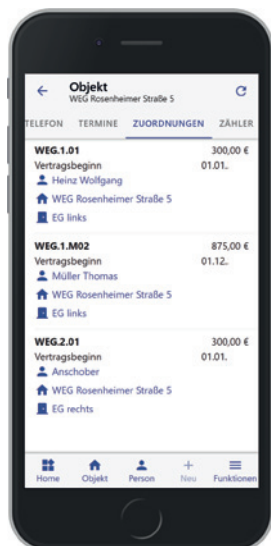 Objekt
WEG Rosenheimer Straße 5
TELEFON TERMINE ZUORDNUNGEN ZÄHLER
WEG.1.01 300,00 €
Vertragsbeginn 01.01..
Heinz Wolfgang
WEG Rosenheimer Straße 5
EG links
WEG.1.M02 875,00 €
Vertragsbeginn 01.12..
Müller Thomas
WEG Rosenheimer Straße 5
EG links
WEG.2.01 300,00 €
Vertragsbeginn 01.01.
Anschober
WEG Rosenheimer Straße 5
EG rechts
Home Objekt Person Neu Funktionen